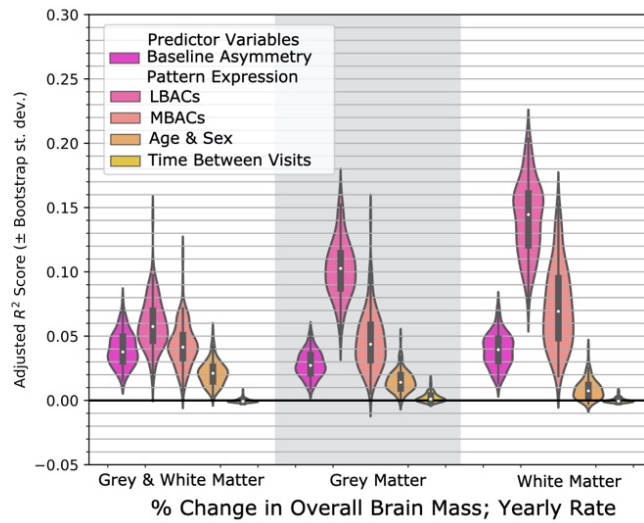 0.30
0.25
0.20
0.15
0.10
0.05
0.00
−0.05
Adjusted R² Score (± Bootstrap st. dev.)
Predictor Variables
Baseline Asymmetry
Pattern Expression
LBACs
MBACs
Age & Sex
Time Between Visits
Grey & White Matter
Grey Matter
White Matter
% Change in Overall Brain Mass; Yearly Rate